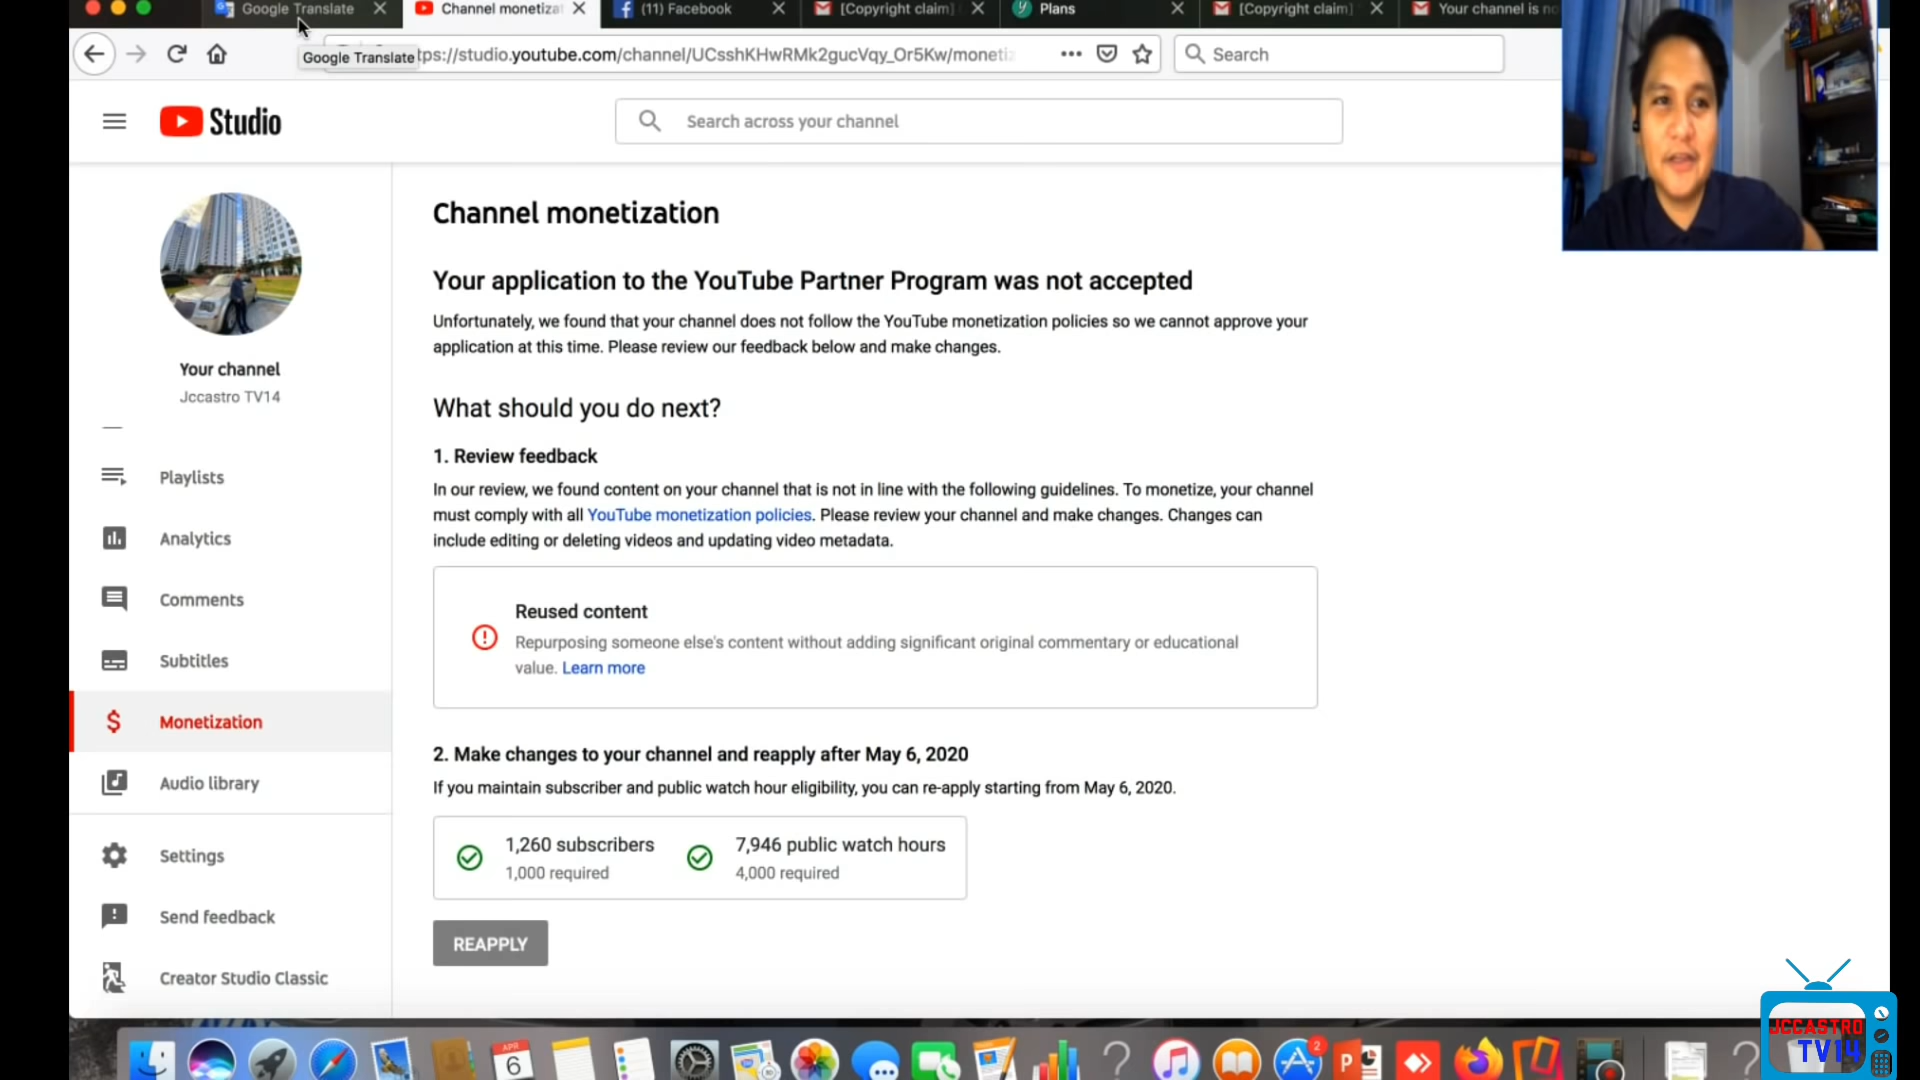 Google Translate
Channel monetizat
(11) Facebook
[Copyright claim]
Plans
[Copyright claim]
Your channel is no
Google Translate
tps://studio.youtube.com/channel/UCsshKHwRMk2gucVqy_Or5Kw/moneti
Search
Studio
Search across your channel
Your channel
Jccastro TV14
Playlists
Analytics
Comments
Subtitles
Monetization
Audio library
Settings
Send feedback
Creator Studio Classic
Channel monetization
Your application to the YouTube Partner Program was not accepted
Unfortunately, we found that your channel does not follow the YouTube monetization policies so we cannot approve your
application at this time. Please review our feedback below and make changes.
What should you do next?
1. Review feedback
In our review, we found content on your channel that is not in line with the following guidelines. To monetize, your channel
must comply with all YouTube monetization policies. Please review your channel and make changes. Changes can
include editing or deleting videos and updating video metadata.
Reused content
Repurposing someone else's content without adding significant original commentary or educational
value. Learn more
2. Make changes to your channel and reapply after May 6, 2020
If you maintain subscriber and public watch hour eligibility, you can re-apply starting from May 6, 2020.
1,260 subscribers
1,000 required
7,946 public watch hours
4,000 required
REAPPLY
APR
6
2
P
JCCASTRO
TV14